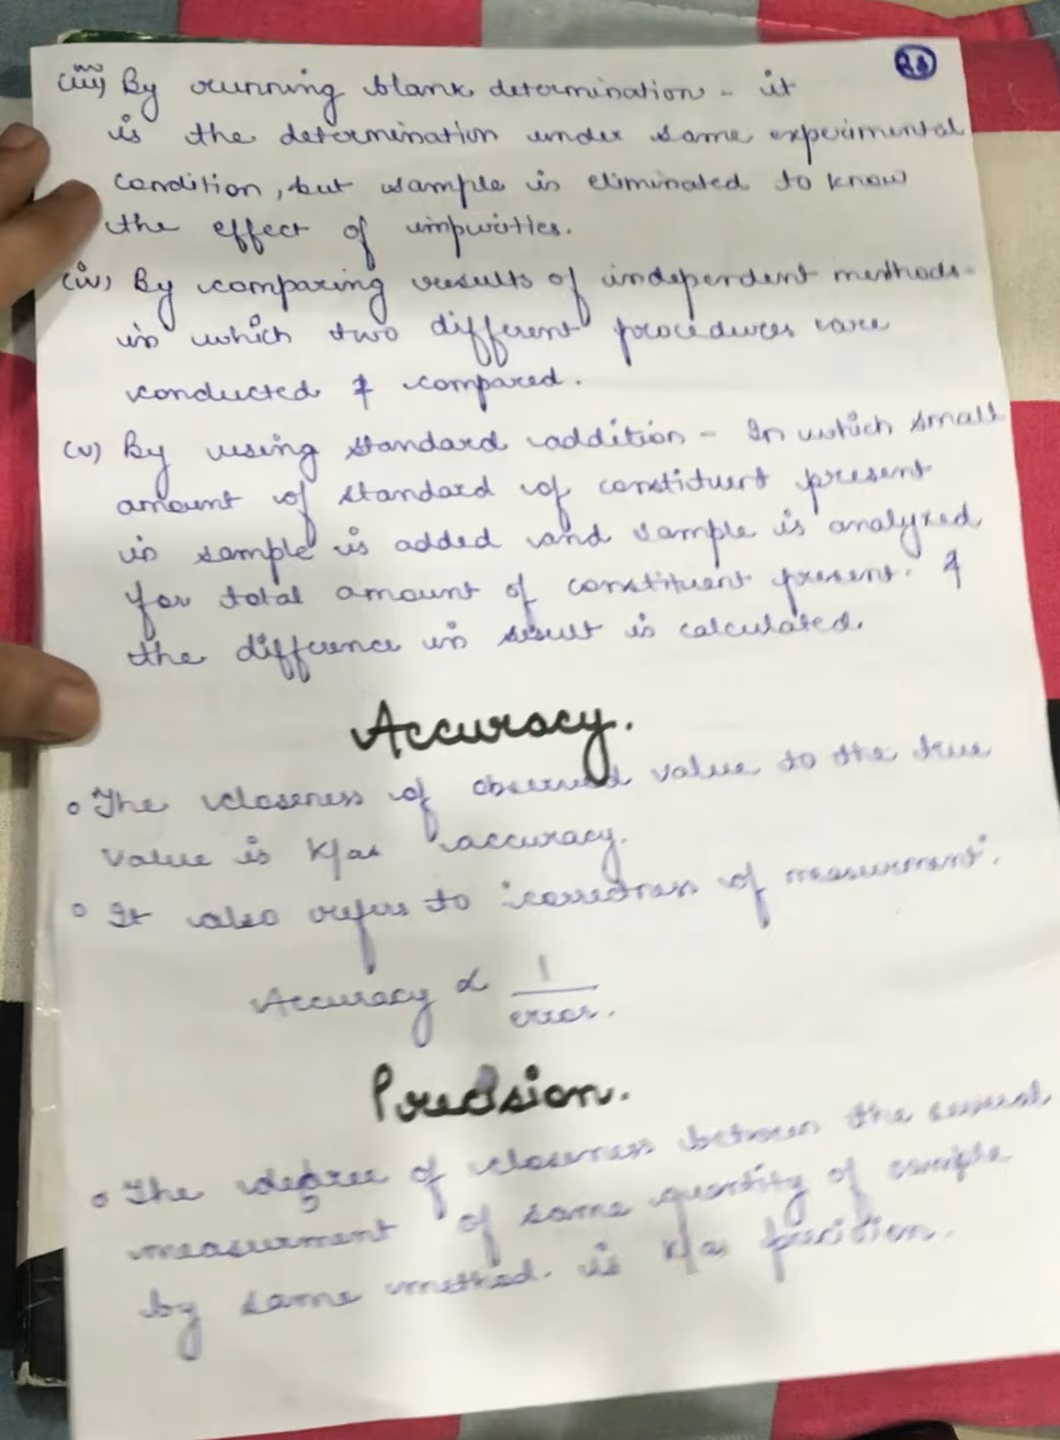 R8
(iii) By running blank determination - it
is the determination under same experimental
condition, but sample is eliminated to know
the effect of impurities.
(iv) By comparing results of independent methods-
in which two different procedures are
conducted & compared.
(v) By using standard addition - In which small
amount of standard of constituent present
in sample is added and sample is analyzed
for total amount of constituent present. &
the difference in result is calculated.
Accuracy.
• The closeness of observed value to the true
value is k/as accuracy.
• It also refers to correctness of measurment.
Accuracy ∝ 1
error.
Precision.
• The degree of closeness between the several
measurment of same quantity of sample
by same method. is k/as precision.